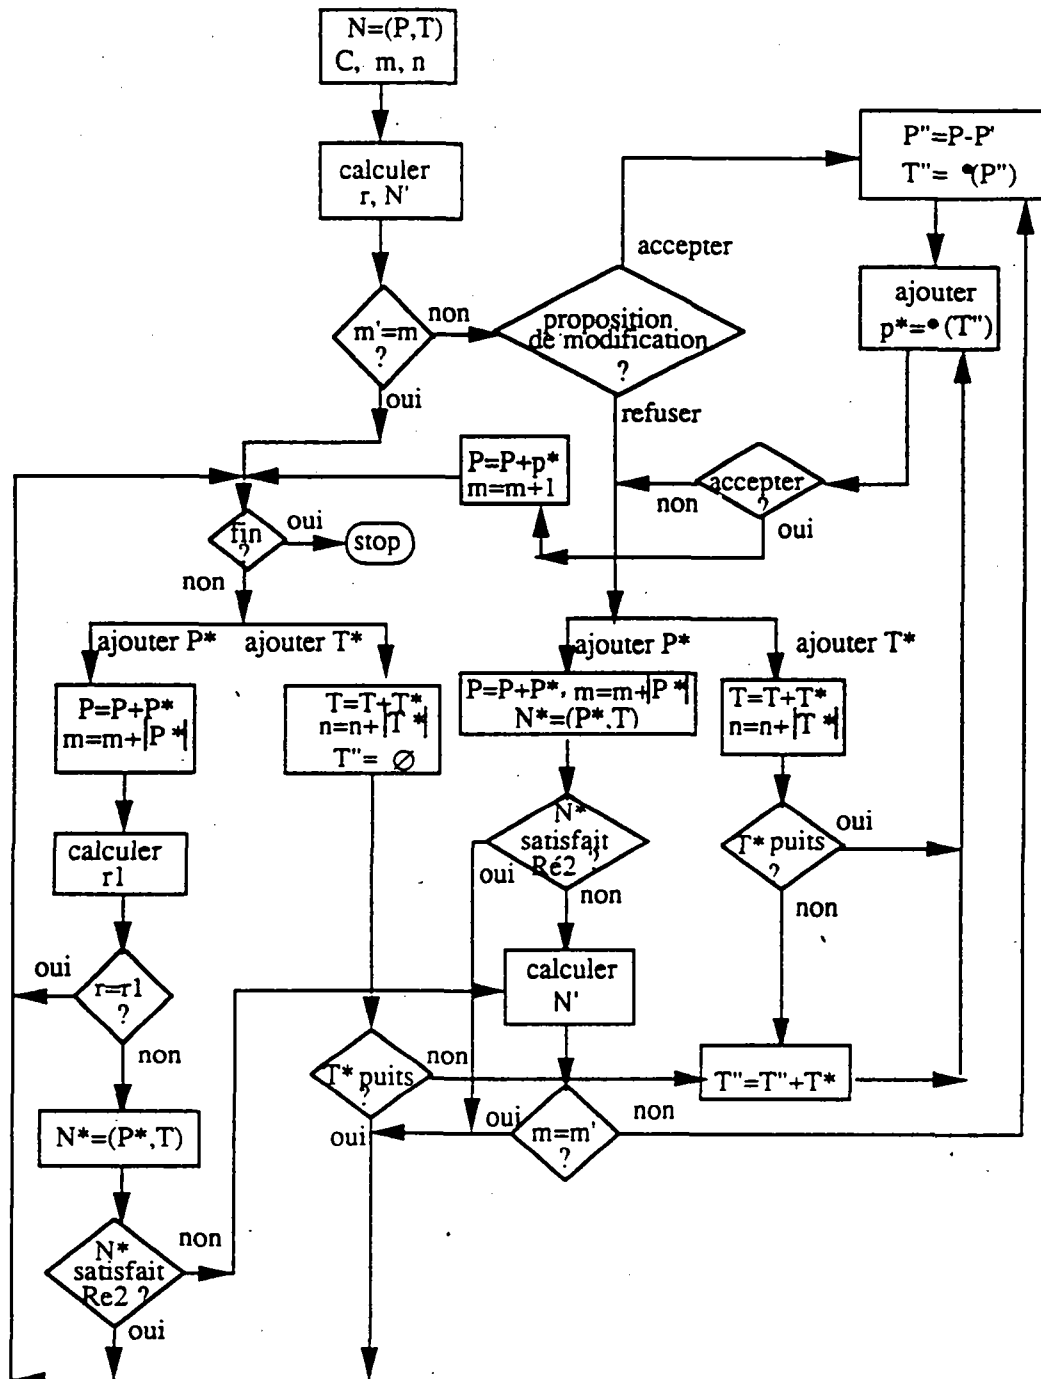 N=(P,T)
C, m, n
calculer
r, N'
m'=m
?
non
oui
proposition
de modification
?
accepter
refuser
P"=P-P'
T"= •(P")
ajouter
p*=•(T")
accepter
?
non
oui
P=P+p*
m=m+1
fin
?
oui
stop
non
ajouter P*
ajouter T*
P=P+P*
m=m+|P*|
T=T+T*
n=n+|T*|
T"= ∅
calculer
r1
r=r1
?
oui
non
N*=(P*,T)
N*
satisfait
Re2 ?
non
oui
T* puits
?
non
oui
ajouter P*
ajouter T*
P=P+P*, m=m+|P*|
N*=(P*,T)
T=T+T*
n=n+|T*|
N*
satisfait
Ré2 ?
oui
non
T* puits
?
oui
non
calculer
N'
T"=T"+T*
m=m'
?
oui
non